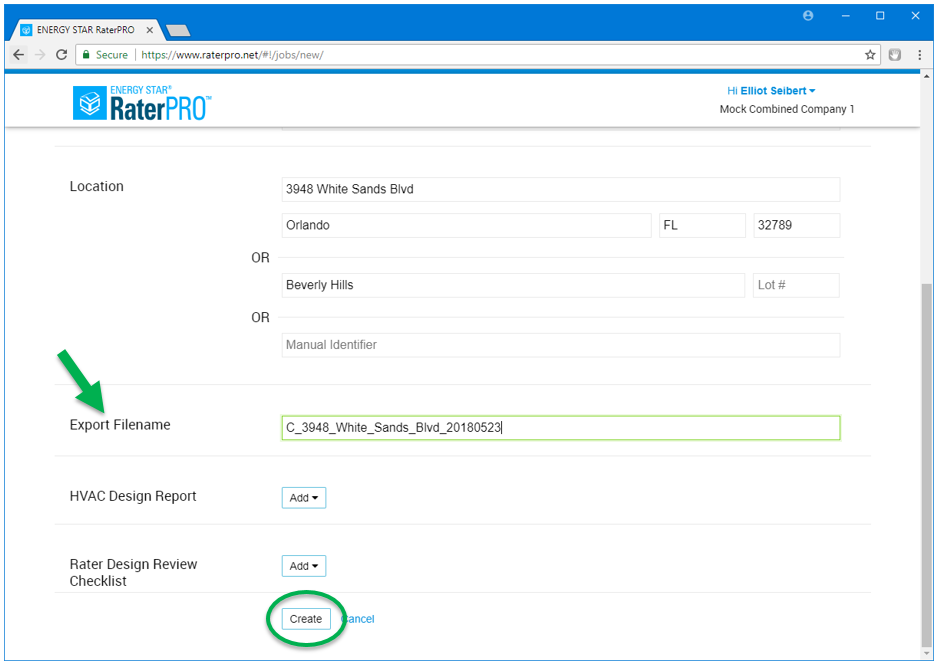 ENERGY STAR RaterPRO
Secure https://www.raterpro.net/#!/jobs/new/
ENERGY STAR®
RaterPRO™
Hi Elliot Seibert
Mock Combined Company 1
Location
3948 White Sands Blvd
Orlando FL 32789
OR
Beverly Hills Lot #
OR
Manual Identifier
Export Filename C_3948_White_Sands_Blvd_20180523
HVAC Design Report Add
Rater Design Review
Checklist
Add
Create Cancel